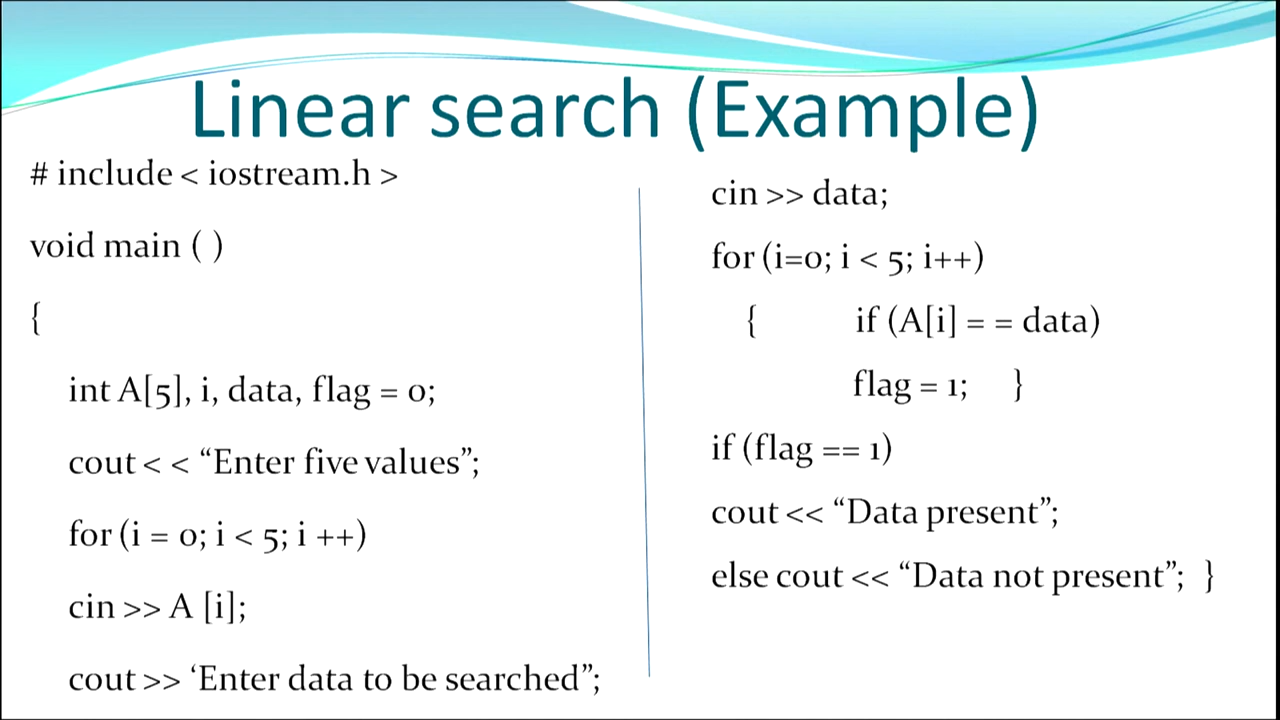 Linear search (Example)
# include < iostream.h >
void main ( )
{
int A[5], i, data, flag = 0;
cout < < “Enter five values”;
for (i = 0; i < 5; i ++)
cin >> A [i];
cout >> ‘Enter data to be searched”;
cin >> data;
for (i=0; i < 5; i++)
{ if (A[i] = = data)
flag = 1; }
if (flag == 1)
cout << “Data present”;
else cout << “Data not present”; }